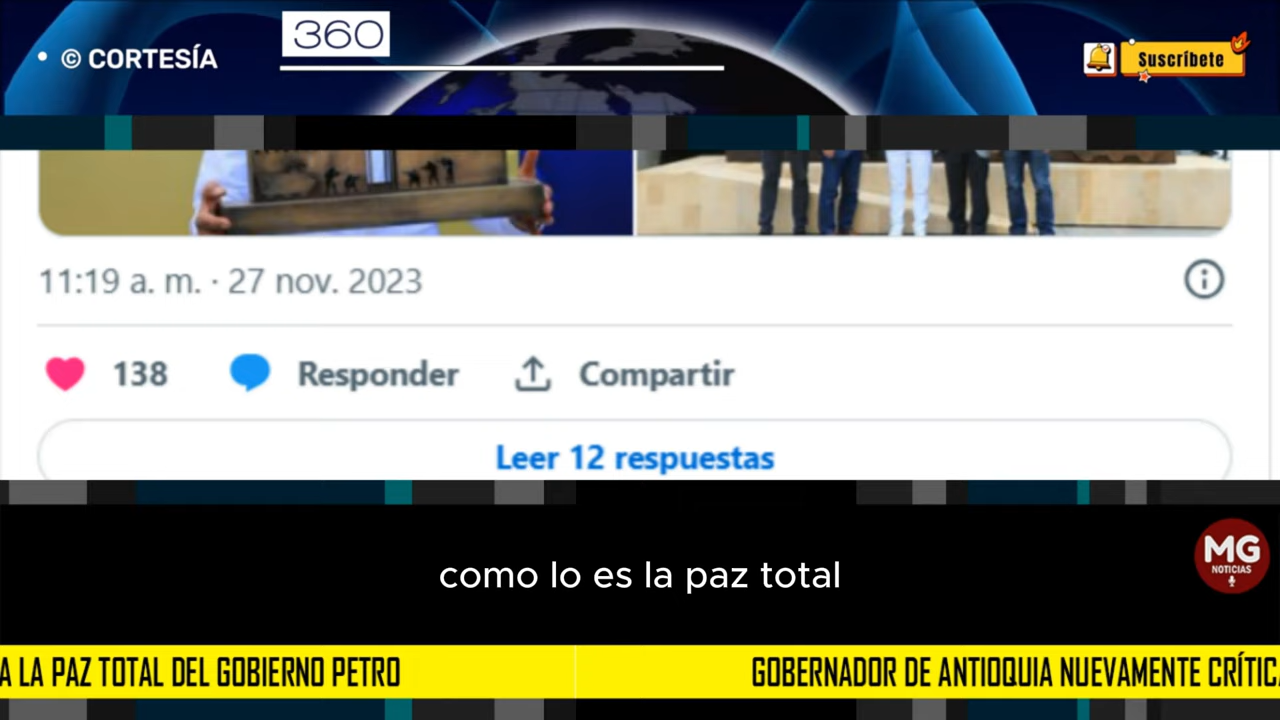 © CORTESÍA
360
Suscríbete
11:19 a. m. · 27 nov. 2023
138
Responder
Compartir
Leer 12 respuestas
como lo es la paz total
MG
NOTICIAS
A LA PAZ TOTAL DEL GOBIERNO PETRO
GOBERNADOR DE ANTIOQUIA NUEVAMENTE CRÍTICA